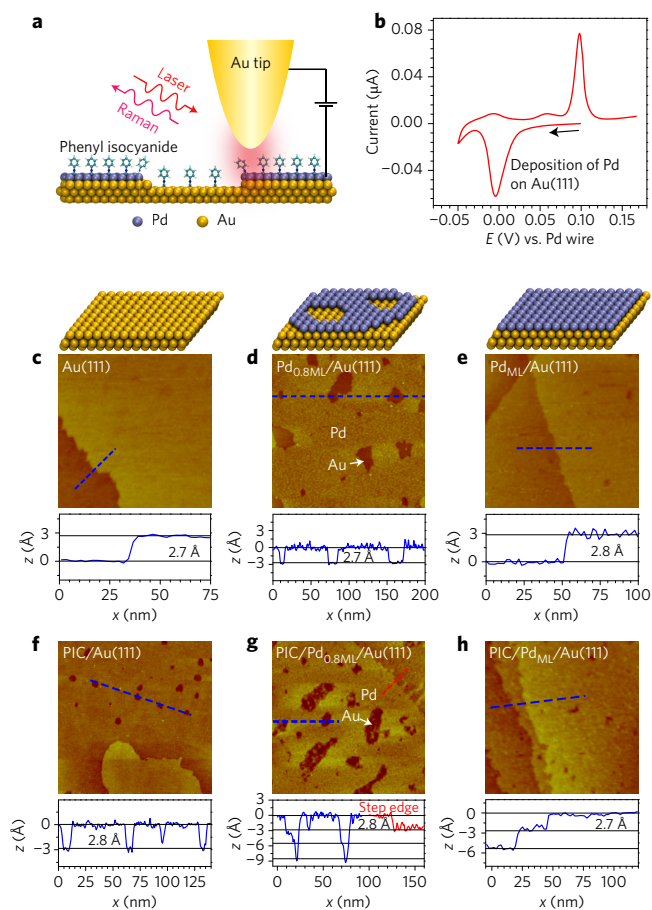 a
Au tip
Laser
Raman
Phenyl isocyanide
Pd
Au
b
0.08
0.04
0.00
−0.04
Current (μA)
Deposition of Pd
on Au(111)
−0.05
0.00
0.05
0.10
0.15
E (V) vs. Pd wire
c
Au(111)
3
0
z (Å)
2.7 Å
0
25
50
75
x (nm)
d
Pd0.8ML/Au(111)
Pd
Au
3
0
−3
z (Å)
2.7 Å
0
50
100
150
200
x (nm)
e
PdML/Au(111)
3
0
z (Å)
2.8 Å
0
25
50
75
100
x (nm)
f
PIC/Au(111)
0
−3
z (Å)
2.8 Å
0
25
50
75
100
125
x (nm)
g
PIC/Pd0.8ML/Au(111)
Pd
Au
3
0
−3
−6
−9
z (Å)
Step edge
2.8 Å
0
40
80
120
160
x (nm)
h
PIC/PdML/Au(111)
0
−3
−6
z (Å)
2.7 Å
0
20
40
60
80
100
120
x (nm)